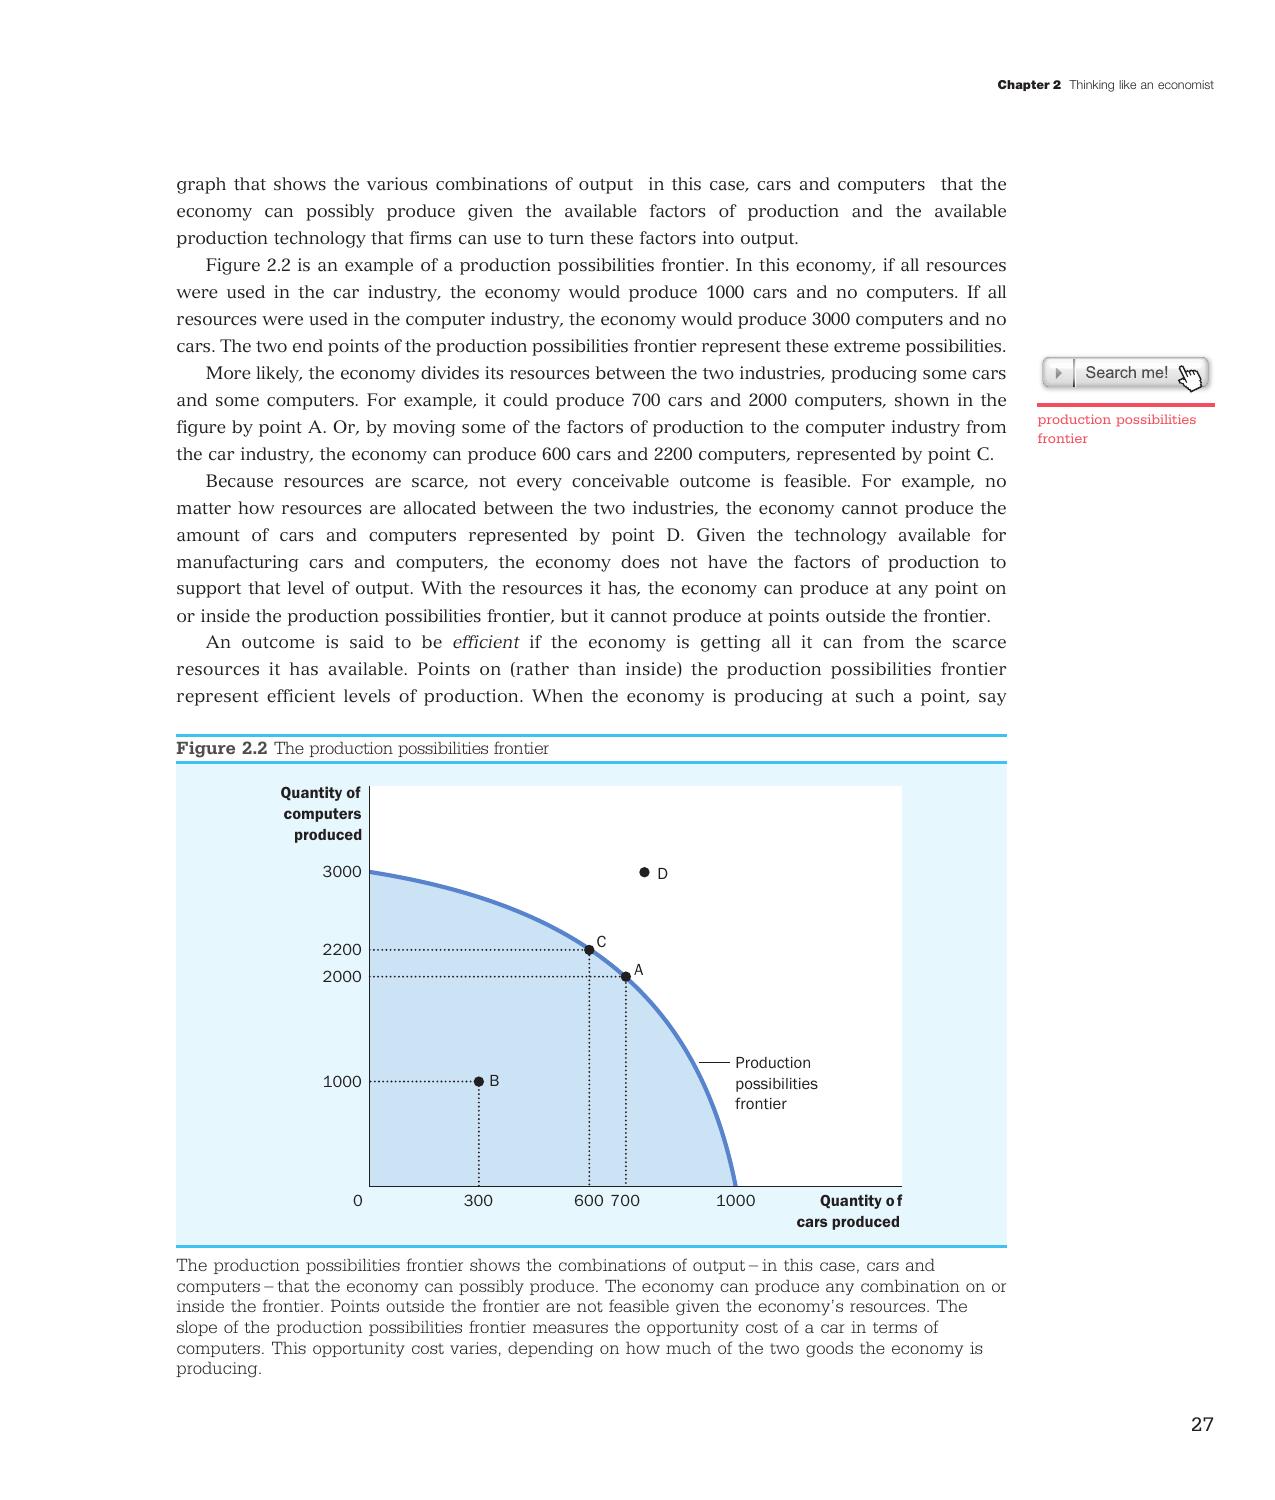 Chapter 2 Thinking like an economist
graph that shows the various combinations of output in this case, cars and computers that the
economy can possibly produce given the available factors of production and the available
production technology that firms can use to turn these factors into output.
Figure 2.2 is an example of a production possibilities frontier. In this economy, if all resources
were used in the car industry, the economy would produce 1000 cars and no computers. If all
resources were used in the computer industry, the economy would produce 3000 computers and no
cars. The two end points of the production possibilities frontier represent these extreme possibilities.
More likely, the economy divides its resources between the two industries, producing some cars
and some computers. For example, it could produce 700 cars and 2000 computers, shown in the
figure by point A. Or, by moving some of the factors of production to the computer industry from
the car industry, the economy can produce 600 cars and 2200 computers, represented by point C.
Because resources are scarce, not every conceivable outcome is feasible. For example, no
matter how resources are allocated between the two industries, the economy cannot produce the
amount of cars and computers represented by point D. Given the technology available for
manufacturing cars and computers, the economy does not have the factors of production to
support that level of output. With the resources it has, the economy can produce at any point on
or inside the production possibilities frontier, but it cannot produce at points outside the frontier.
An outcome is said to be efficient if the economy is getting all it can from the scarce
resources it has available. Points on (rather than inside) the production possibilities frontier
represent efficient levels of production. When the economy is producing at such a point, say
Search me!
production possibilities
frontier
Figure 2.2 The production possibilities frontier
Quantity of
computers
produced
3000
D
C
2200
A
2000
Production
possibilities
frontier
1000
B
0
300
600
700
1000
Quantity of
cars produced
The production possibilities frontier shows the combinations of output – in this case, cars and
computers – that the economy can possibly produce. The economy can produce any combination on or
inside the frontier. Points outside the frontier are not feasible given the economy's resources. The
slope of the production possibilities frontier measures the opportunity cost of a car in terms of
computers. This opportunity cost varies, depending on how much of the two goods the economy is
producing.
27